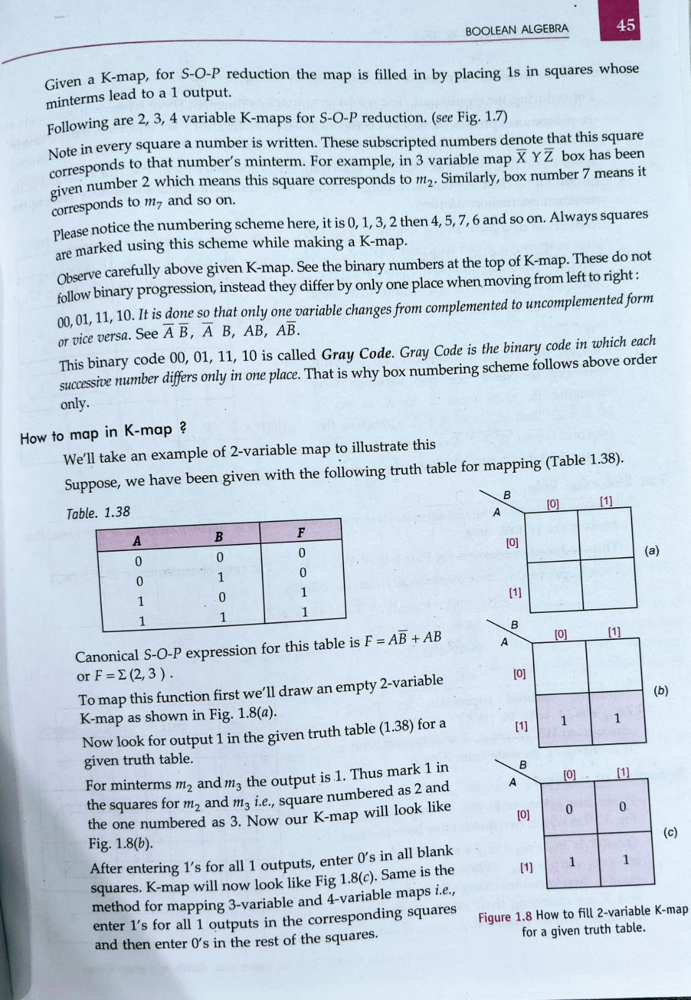 BOOLEAN ALGEBRA 45
Given a K-map, for S-O-P reduction the map is filled in by placing 1s in squares whose
minterms lead to a 1 output.
Following are 2, 3, 4 variable K-maps for S-O-P reduction. (see Fig. 1.7)
Note in every square a number is written. These subscripted numbers denote that this square
corresponds to that number's minterm. For example, in 3 variable map X̅ Y Z̅ box has been
given number 2 which means this square corresponds to m₂. Similarly, box number 7 means it
corresponds to m₇ and so on.
Please notice the numbering scheme here, it is 0, 1, 3, 2 then 4, 5, 7, 6 and so on. Always squares
are marked using this scheme while making a K-map.
Observe carefully above given K-map. See the binary numbers at the top of K-map. These do not
follow binary progression, instead they differ by only one place when moving from left to right :
00, 01, 11, 10. It is done so that only one variable changes from complemented to uncomplemented form
or vice versa. See A̅ B̅, A̅ B, AB, AB̅.
This binary code 00, 01, 11, 10 is called Gray Code. Gray Code is the binary code in which each
successive number differs only in one place. That is why box numbering scheme follows above order
only.
How to map in K-map ?
We'll take an example of 2-variable map to illustrate this
Suppose, we have been given with the following truth table for mapping (Table 1.38).
Table. 1.38
A B F
0 0 0
0 1 0
1 0 1
1 1 1
Canonical S-O-P expression for this table is F = AB̅ + AB
or F = Σ (2, 3 ) .
To map this function first we'll draw an empty 2-variable
K-map as shown in Fig. 1.8(a).
Now look for output 1 in the given truth table (1.38) for a
given truth table.
For minterms m₂ and m₃ the output is 1. Thus mark 1 in
the squares for m₂ and m₃ i.e., square numbered as 2 and
the one numbered as 3. Now our K-map will look like
Fig. 1.8(b).
After entering 1's for all 1 outputs, enter 0's in all blank
squares. K-map will now look like Fig 1.8(c). Same is the
method for mapping 3-variable and 4-variable maps i.e.,
enter 1's for all 1 outputs in the corresponding squares
and then enter 0's in the rest of the squares.
B
A
[0] [1]
[0]
(a)
[1]
B
A
[0] [1]
[0]
(b)
[1] 1 1
B
A
[0] [1]
[0] 0 0
(c)
[1] 1 1
Figure 1.8 How to fill 2-variable K-map
for a given truth table.